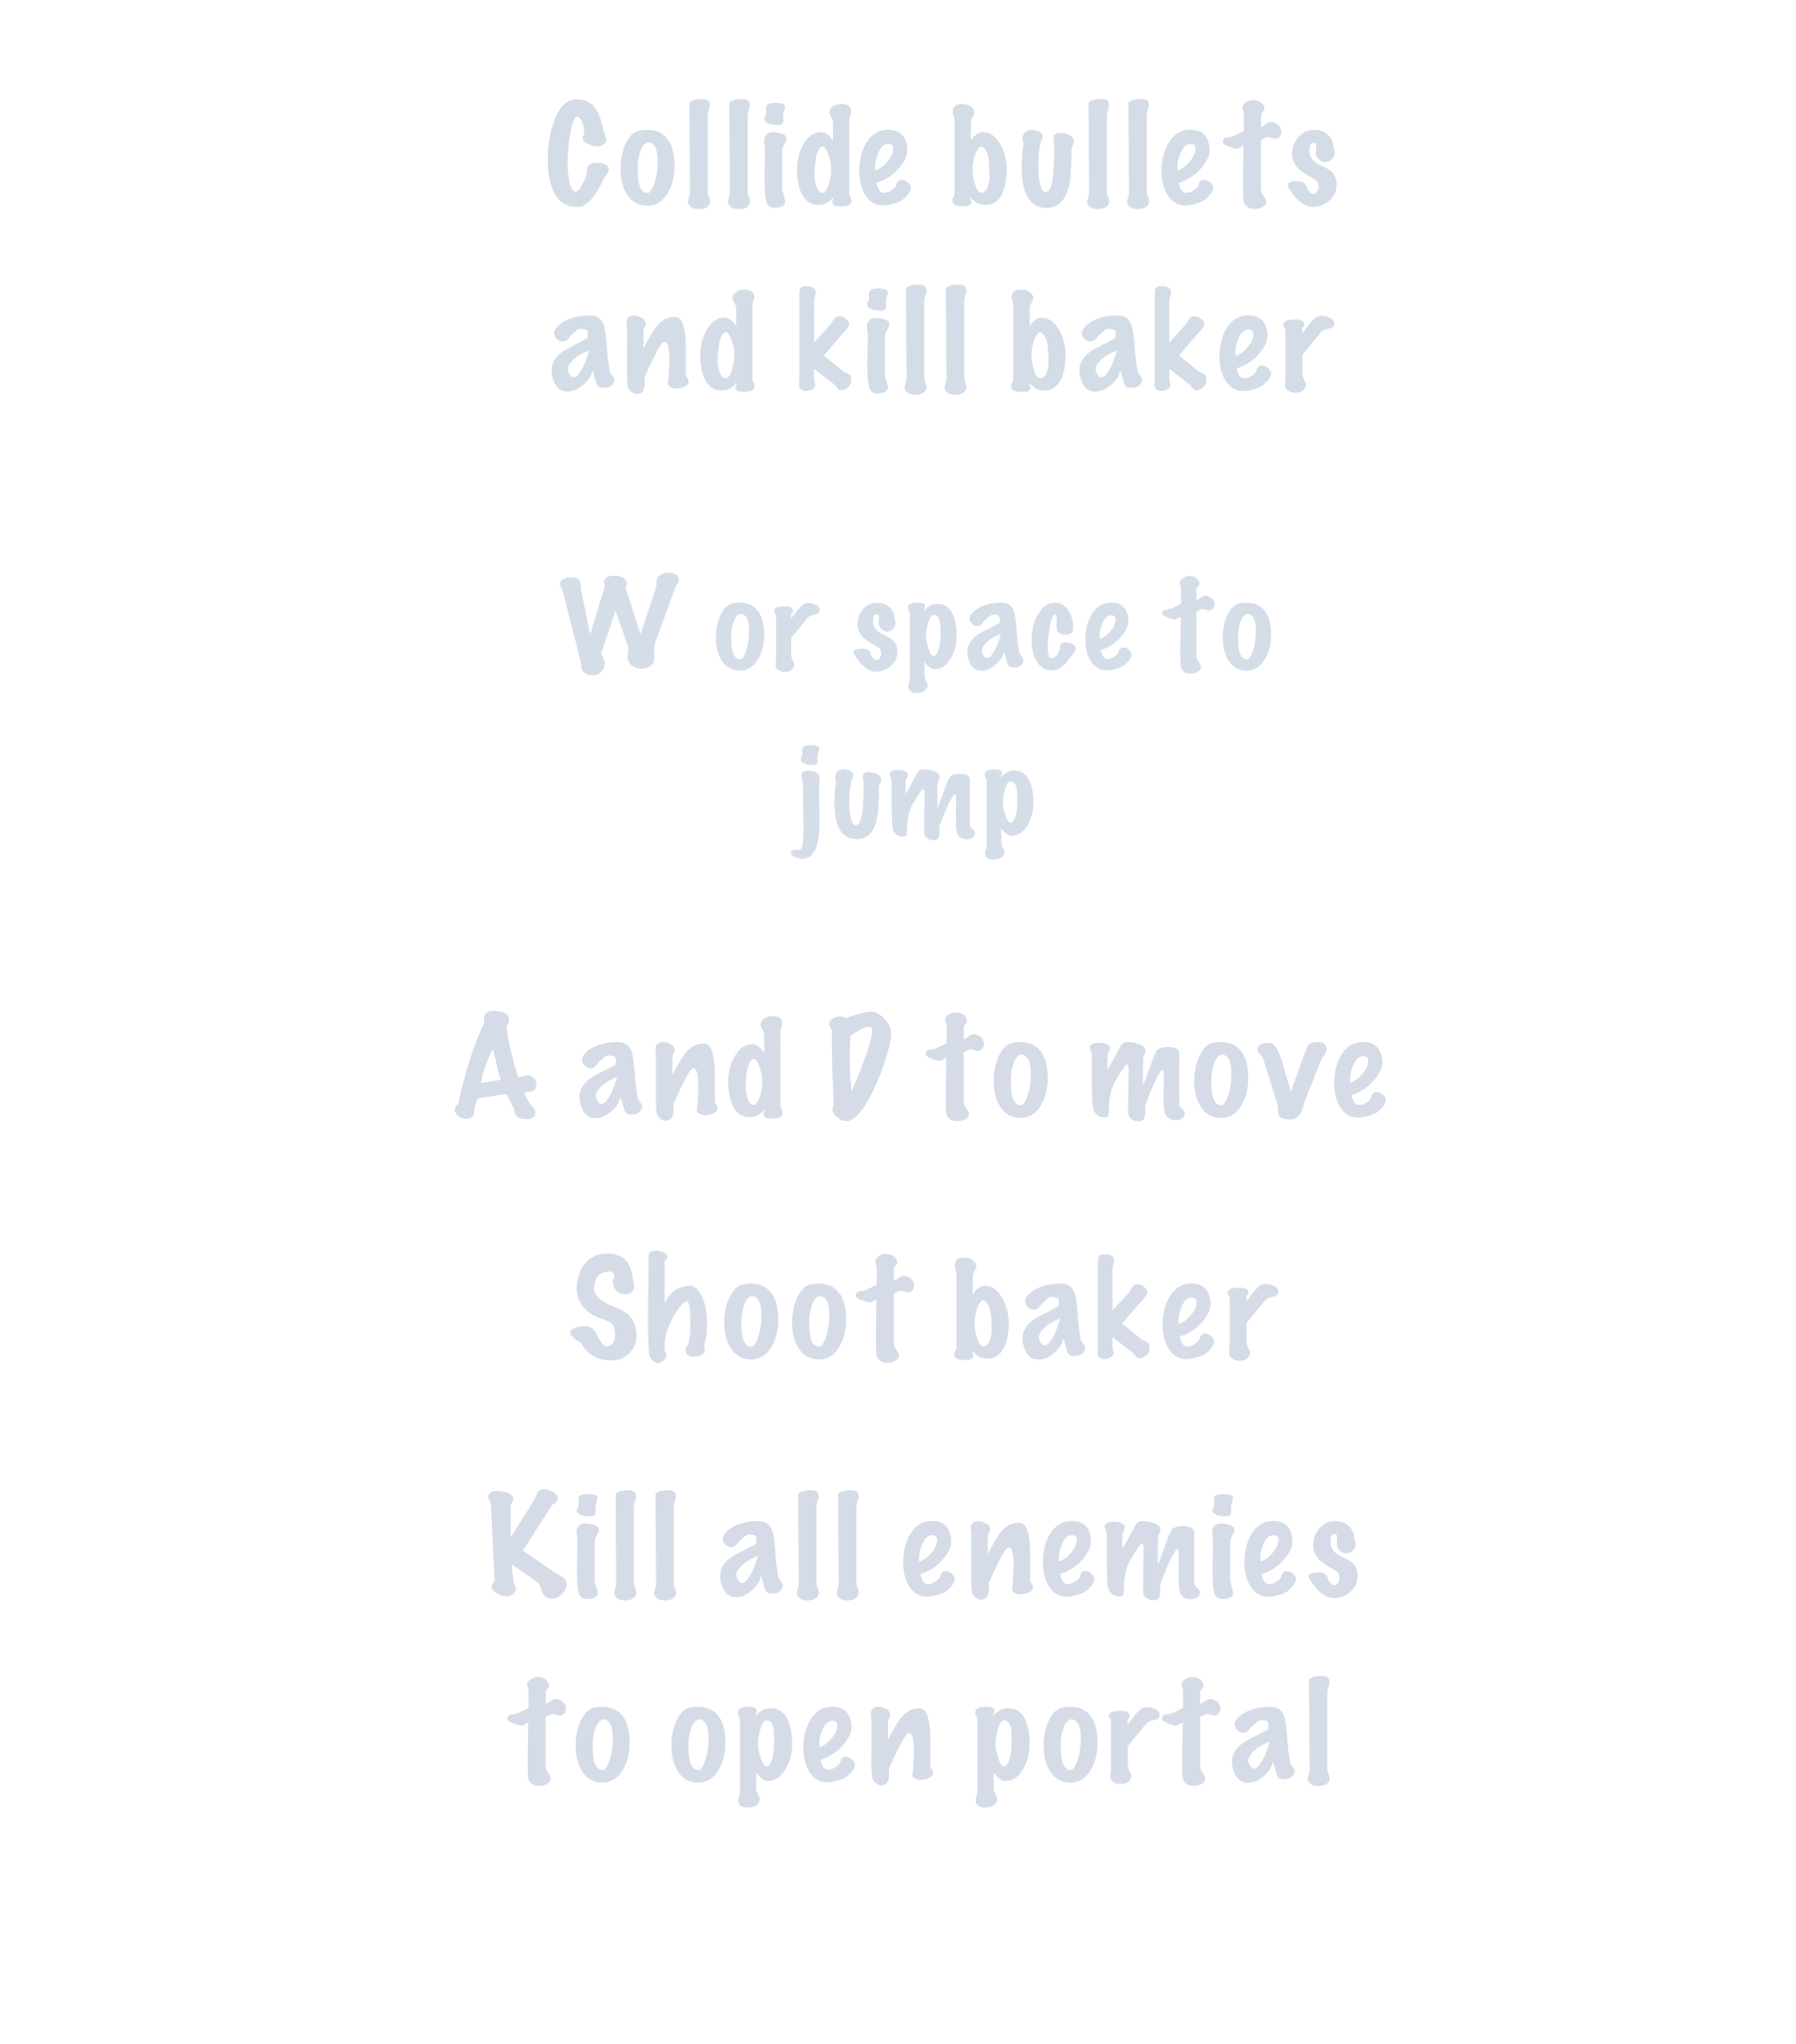 Collide bullets
and kill baker
W or space to
jump
A and D to move
Shoot baker
Kill all enemies
to open portal